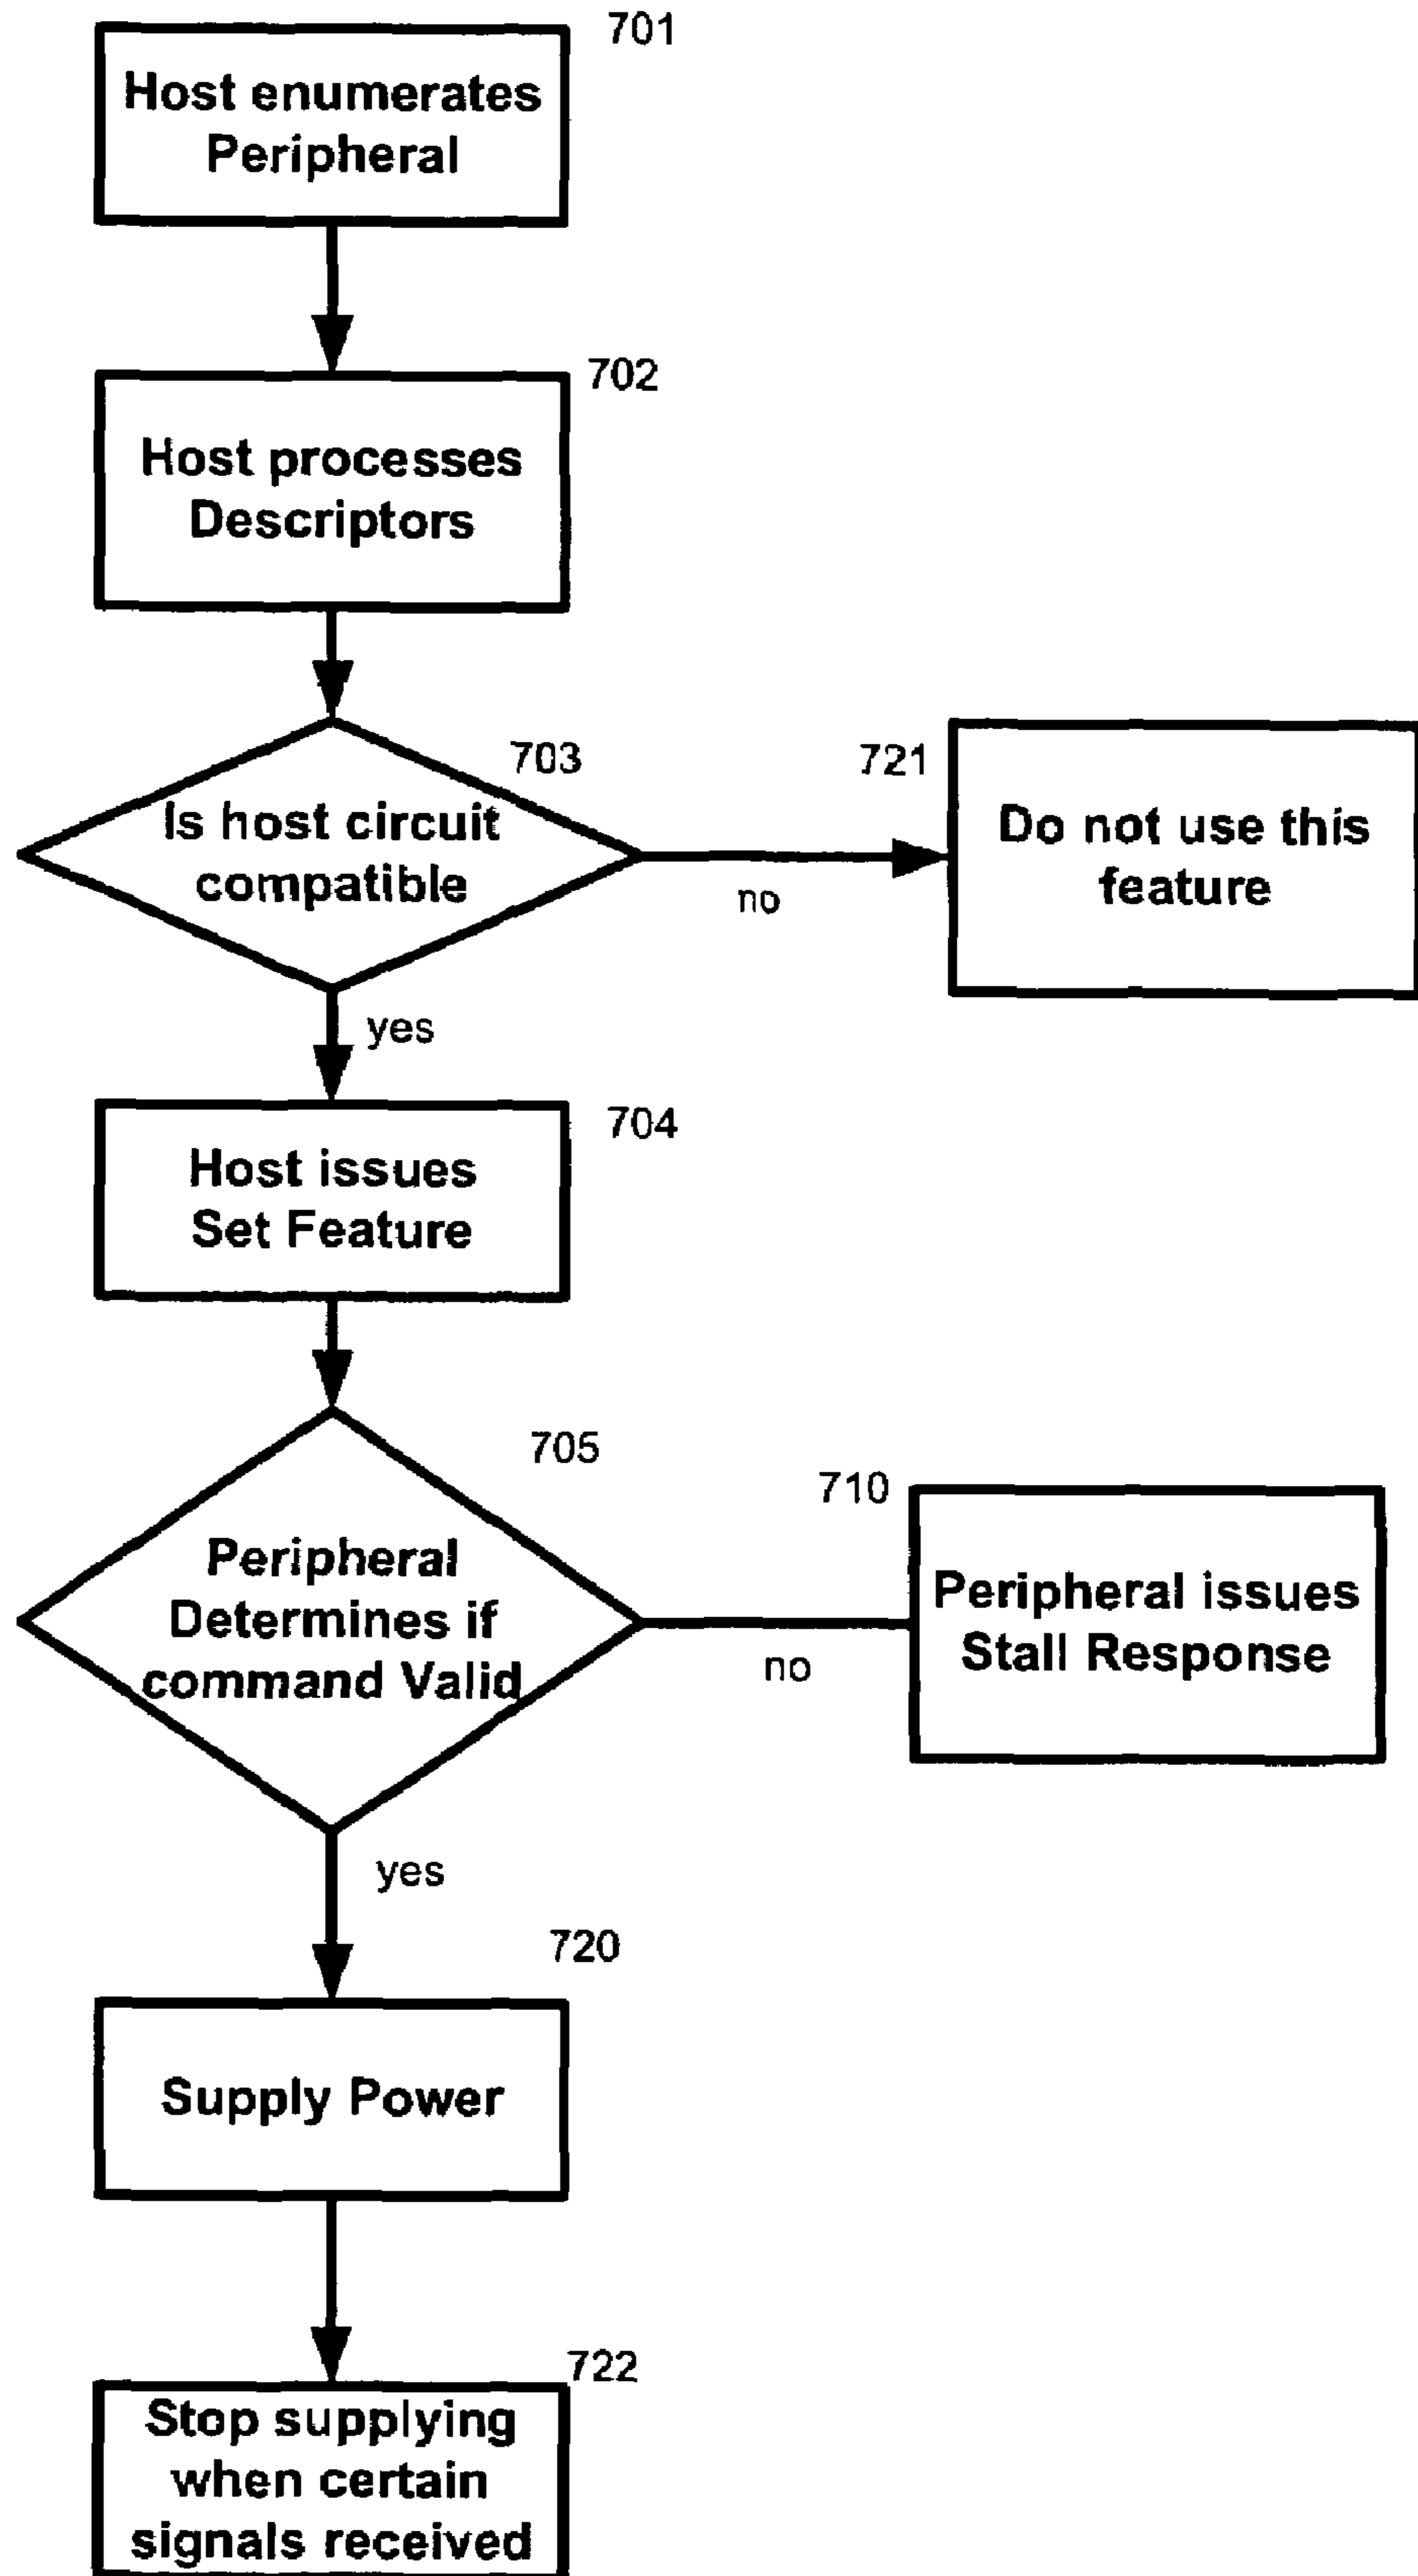 701
Host enumerates
Peripheral
702
Host processes
Descriptors
703
Is host circuit
compatible
no
721
Do not use this
feature
yes
704
Host issues
Set Feature
705
Peripheral
Determines if
command Valid
no
710
Peripheral issues
Stall Response
yes
720
Supply Power
722
Stop supplying
when certain
signals received